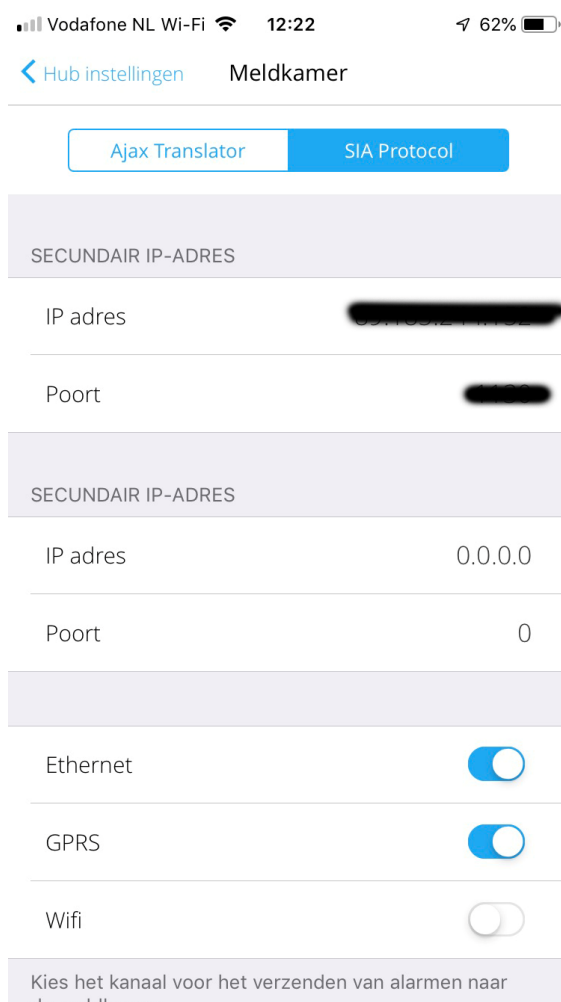 Vodafone NL Wi-Fi 12:22 62%
Hub instellingen Meldkamer
Ajax Translator SIA Protocol
SECUNDAIR IP-ADRES
IP adres
Poort
SECUNDAIR IP-ADRES
IP adres 0.0.0.0
Poort 0
Ethernet
GPRS
Wifi
Kies het kanaal voor het verzenden van alarmen naar